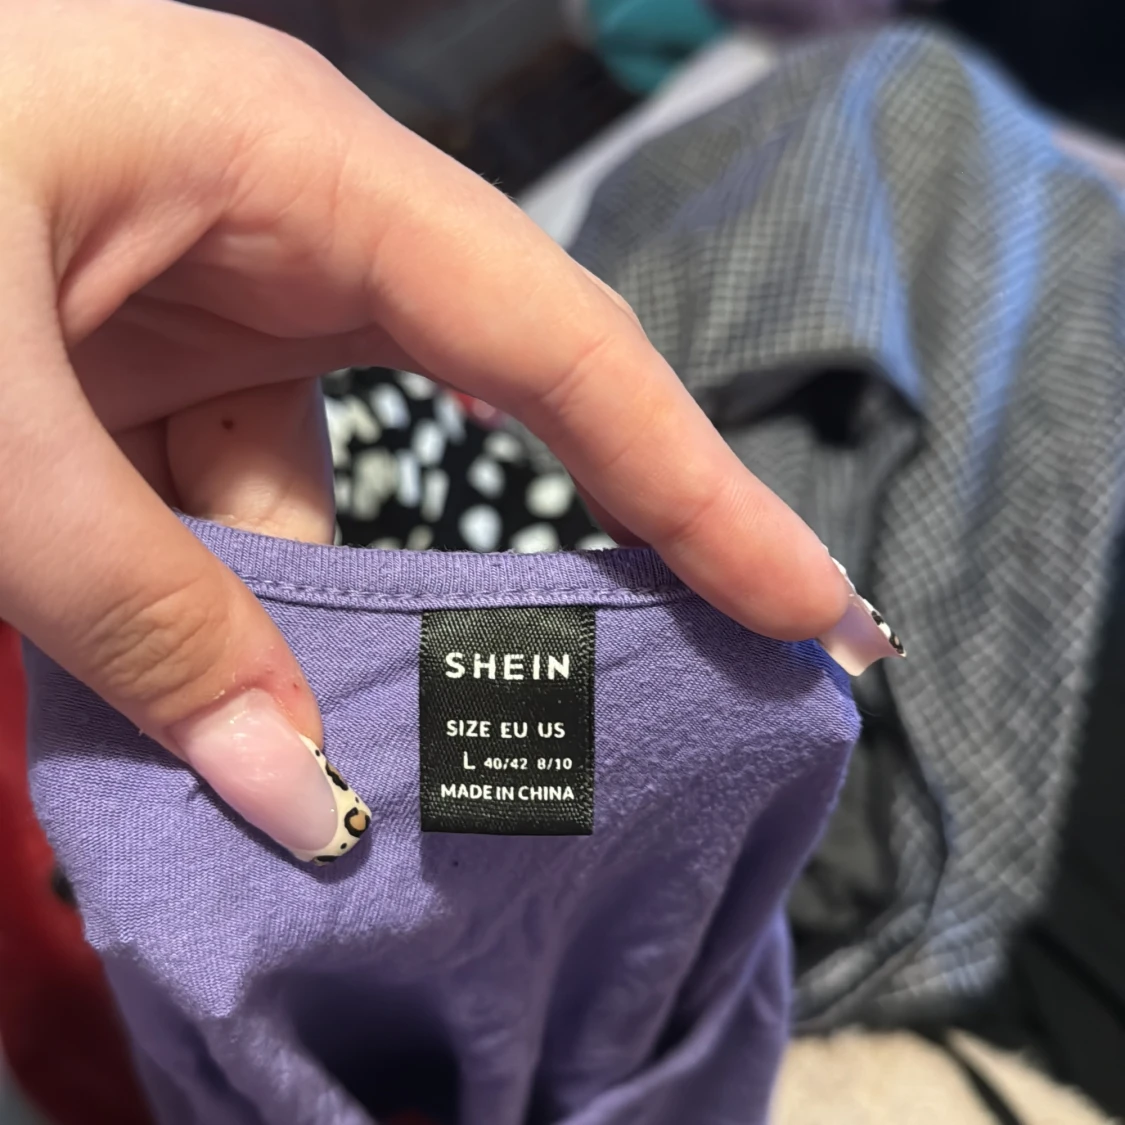 SHEIN
SIZE EU US
L 40/42 8/10
MADE IN CHINA